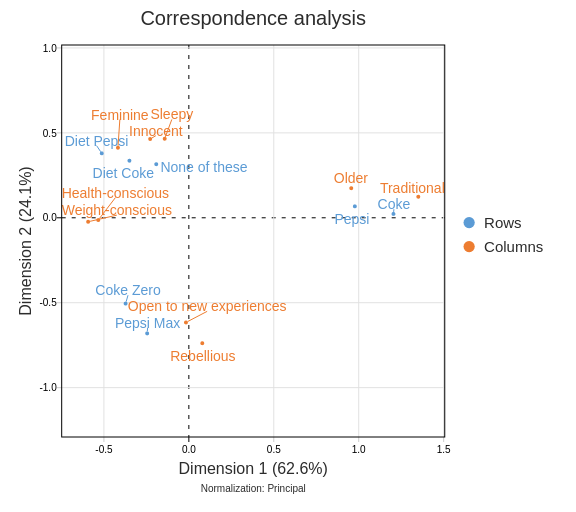 Correspondence analysis
1.0
Feminine Sleepy
Innocent
0.5
Diet Pepsi
Diet Coke None of these
Older
Health-conscious
Traditional
Weight-conscious
Coke
0.0
Pepsi
Rows
Columns
Coke Zero
-0.5
Open to new experiences
Pepsi Max
Rebellious
-1.0
Dimension 2 (24.1%)
-0.5 0.0 0.5 1.0 1.5
Dimension 1 (62.6%)
Normalization: Principal